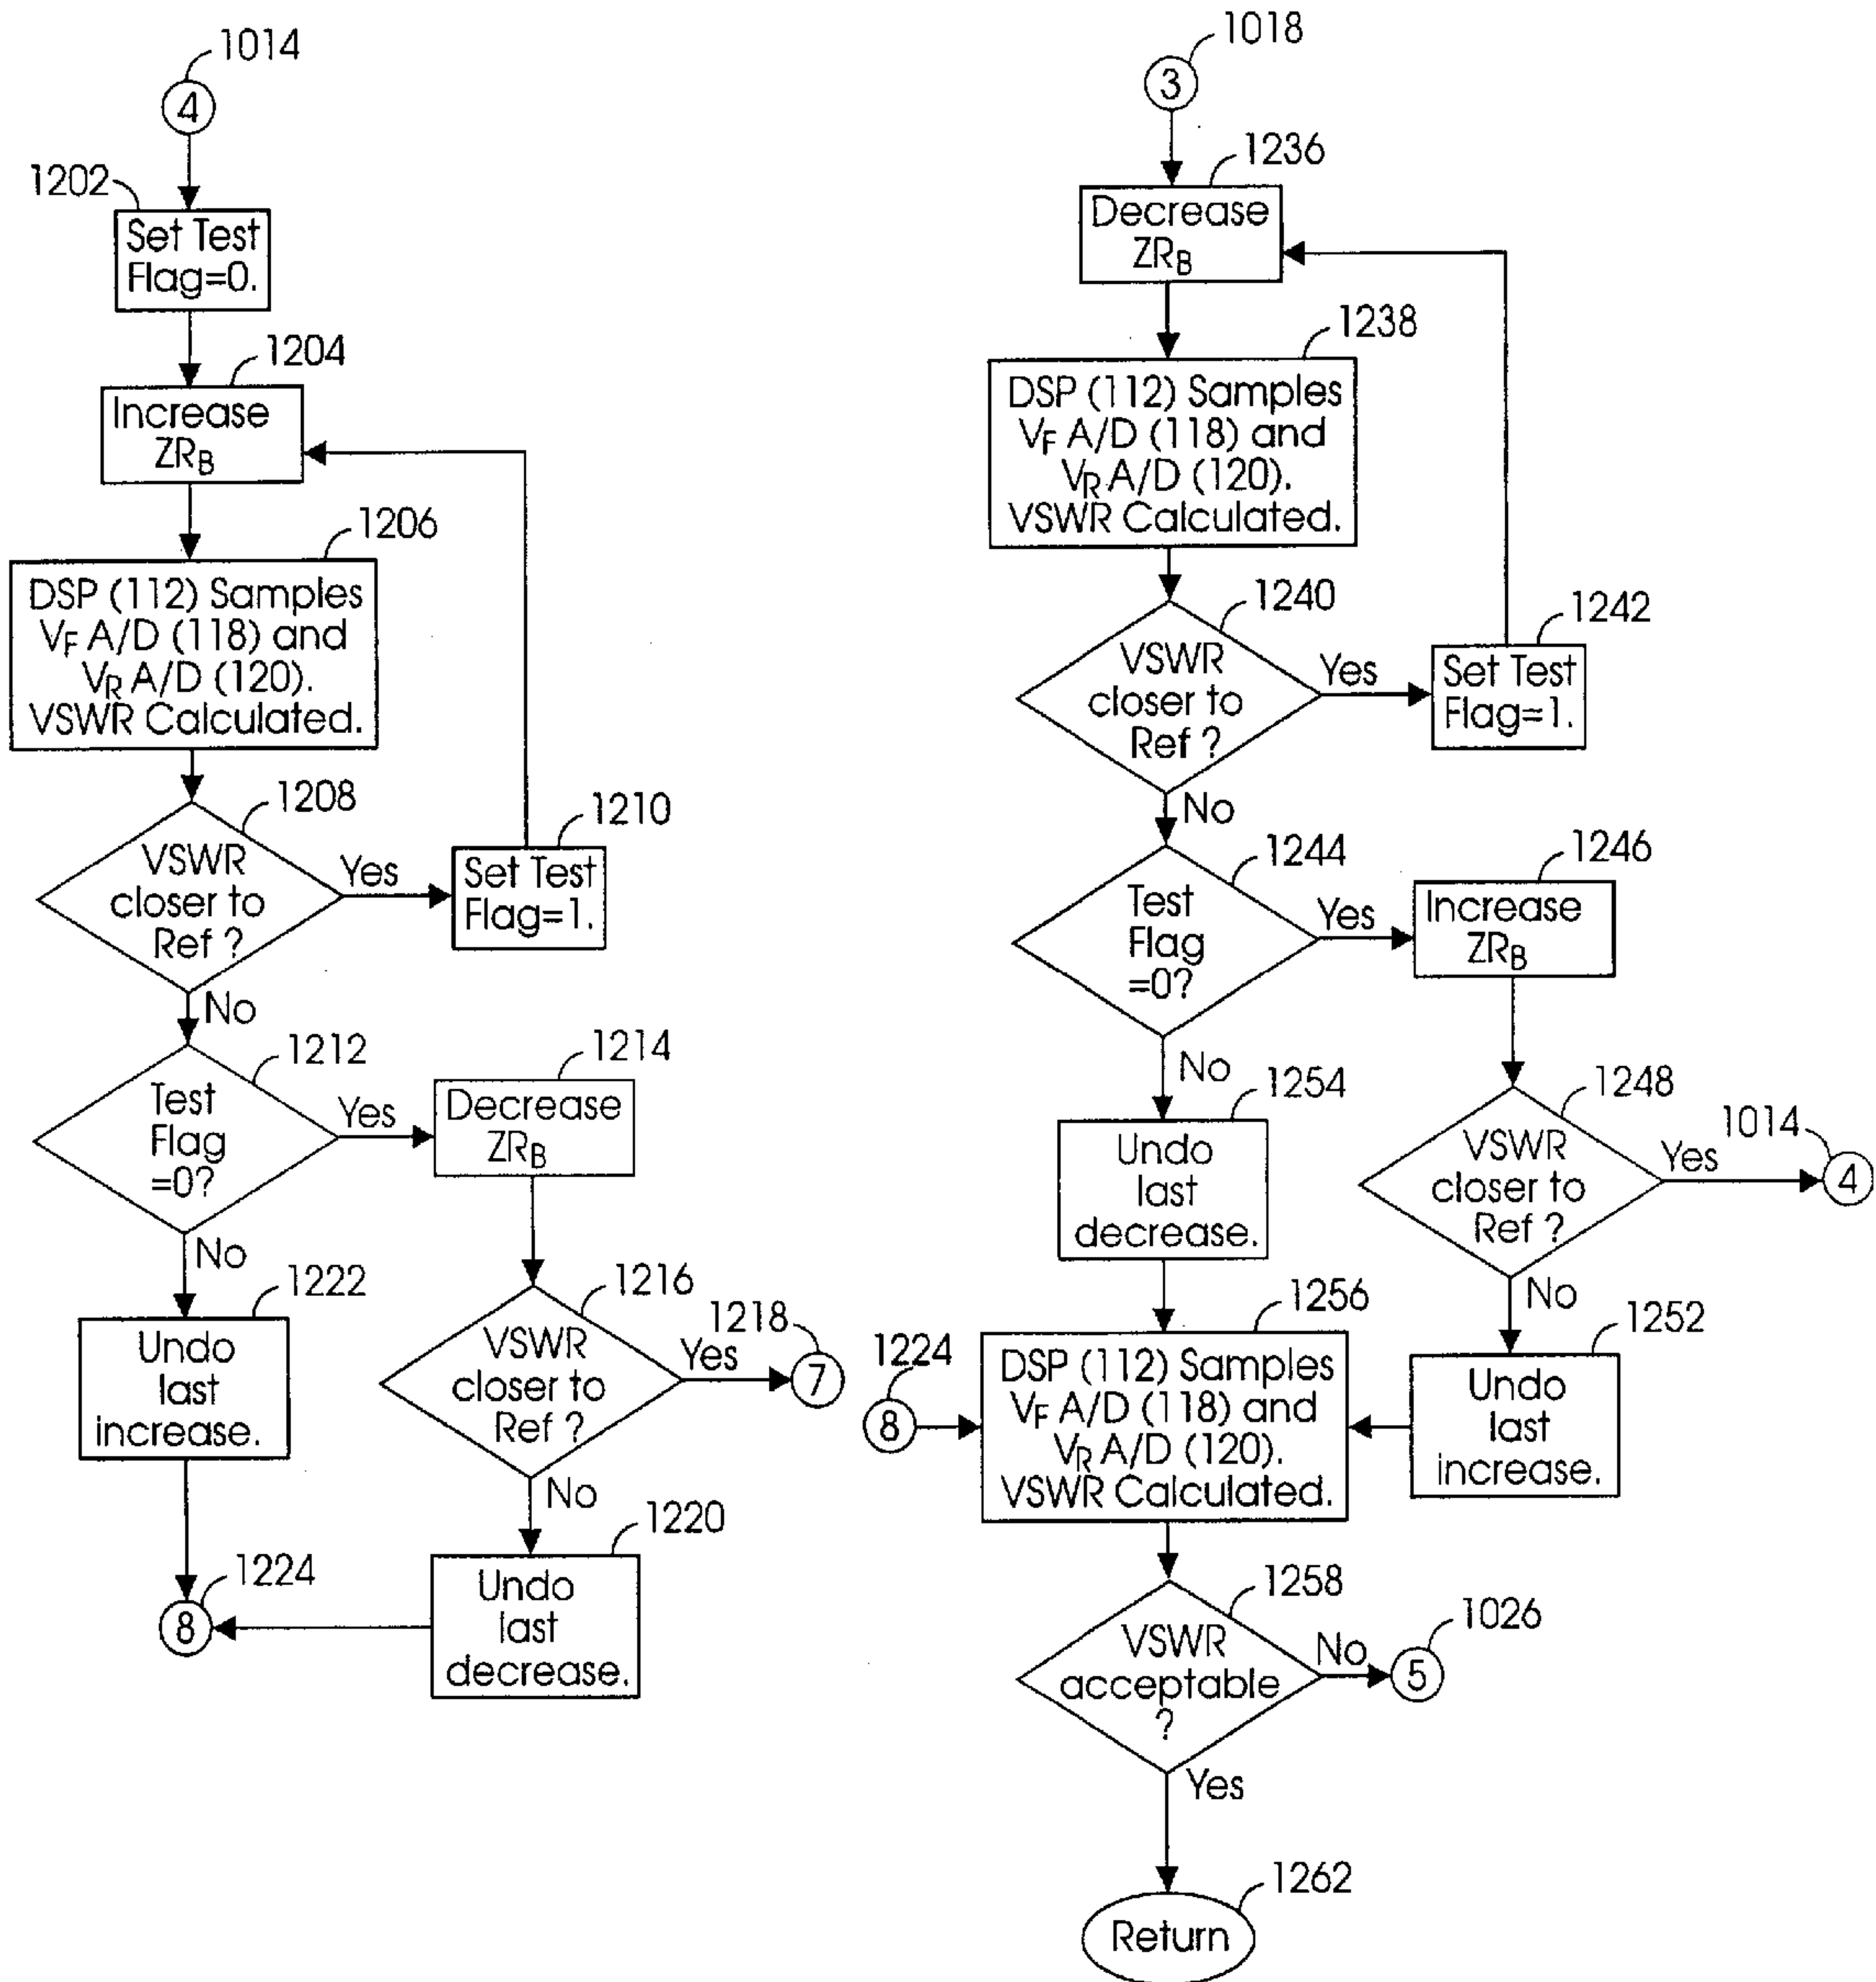 1014
4
1202
Set Test
Flag=0.
1204
Increase
ZRB
1206
DSP (112) Samples
VF A/D (118) and
VR A/D (120).
VSWR Calculated.
1208
VSWR
closer to
Ref ?
Yes
1210
Set Test
Flag=1.
No
1212
Test
Flag
=0?
Yes
1214
Decrease
ZRB
No
1222
Undo
last
increase.
1216
VSWR
closer to
Ref ?
Yes
1218
7
No
1220
Undo
last
decrease.
1224
8
1018
3
1236
Decrease
ZRB
1238
DSP (112) Samples
VF A/D (118) and
VR A/D (120).
VSWR Calculated.
1240
VSWR
closer to
Ref ?
Yes
1242
Set Test
Flag=1.
No
1244
Test
Flag
=0?
Yes
1246
Increase
ZRB
No
1254
Undo
last
decrease.
1248
VSWR
closer to
Ref ?
Yes
1014
4
No
1252
Undo
last
increase.
1224
8
1256
DSP (112) Samples
VF A/D (118) and
VR A/D (120).
VSWR Calculated.
1258
VSWR
acceptable
?
No
1026
5
Yes
1262
Return